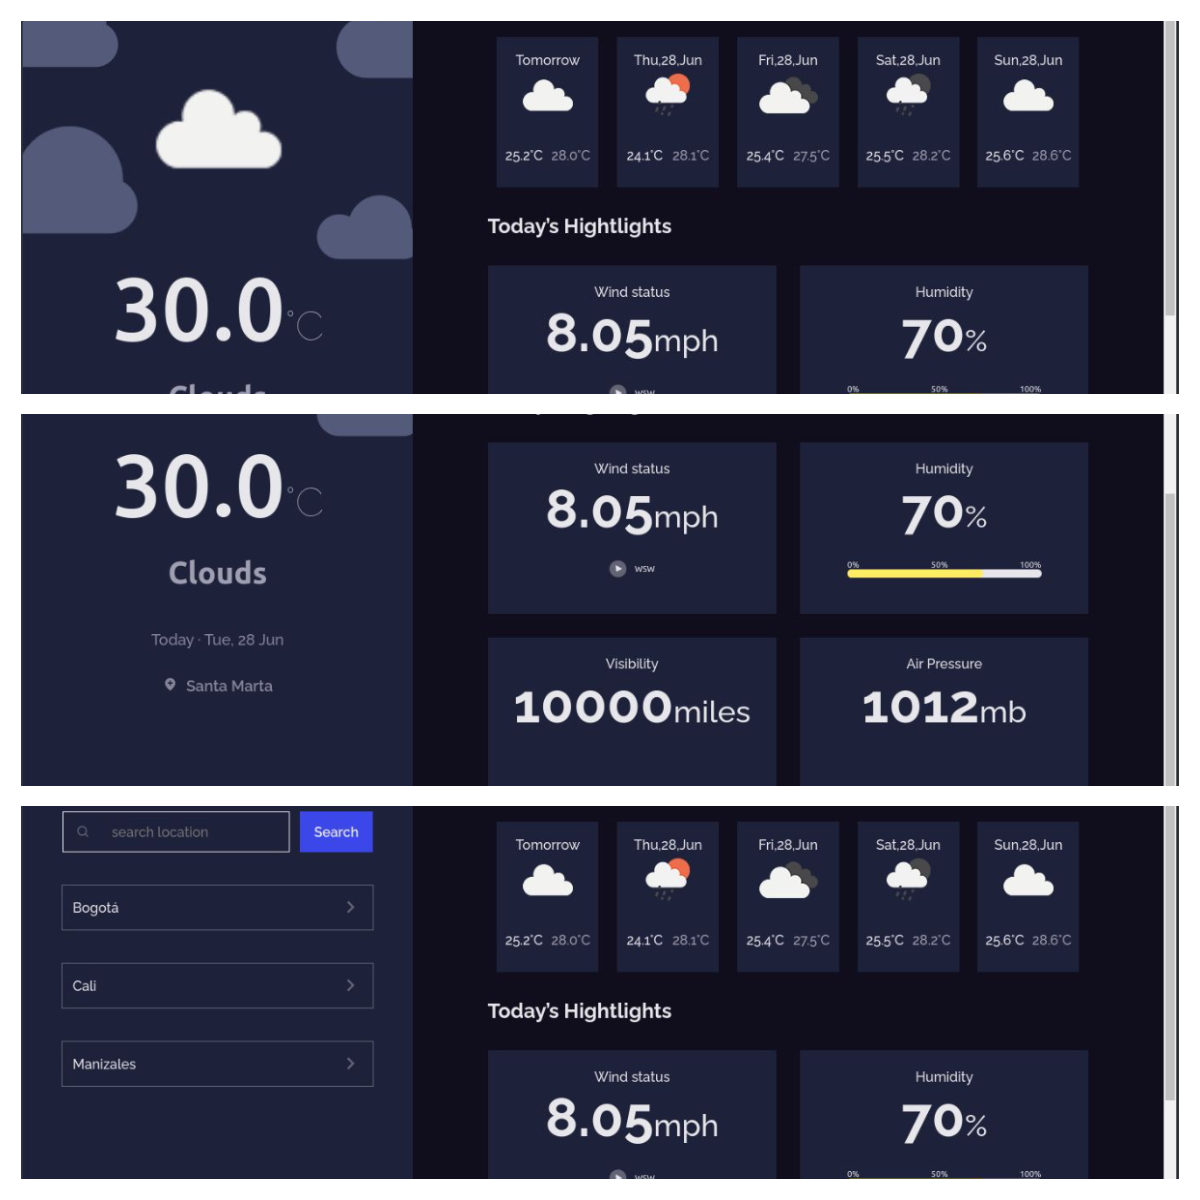 Tomorrow
Thu,28,Jun
Fri,28,Jun
Sat,28,Jun
Sun,28,Jun
25.2°C 28.0°C
24.1°C 28.1°C
25.4°C 27.5°C
25.5°C 28.2°C
25.6°C 28.6°C
30.0°C
Clouds
Today's Hightlights
Wind status
8.05mph
WSW
Humidity
70%
0% 50% 100%
30.0°C
Clouds
Today · Tue, 28 Jun
Santa Marta
Wind status
8.05mph
WSW
Humidity
70%
0% 50% 100%
Visibility
10000miles
Air Pressure
1012mb
search location
Search
Bogotá
Cali
Manizales
Tomorrow
Thu,28,Jun
Fri,28,Jun
Sat,28,Jun
Sun,28,Jun
25.2°C 28.0°C
24.1°C 28.1°C
25.4°C 27.5°C
25.5°C 28.2°C
25.6°C 28.6°C
Today's Hightlights
Wind status
8.05mph
WSW
Humidity
70%
0% 50% 100%